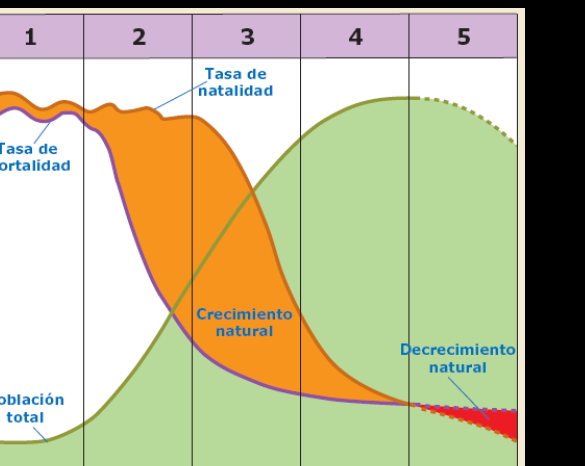 1 2 3 4 5
Tasa de
natalidad
Tasa de
ortalidad
Crecimiento
natural
Decrecimiento
natural
oblación
total